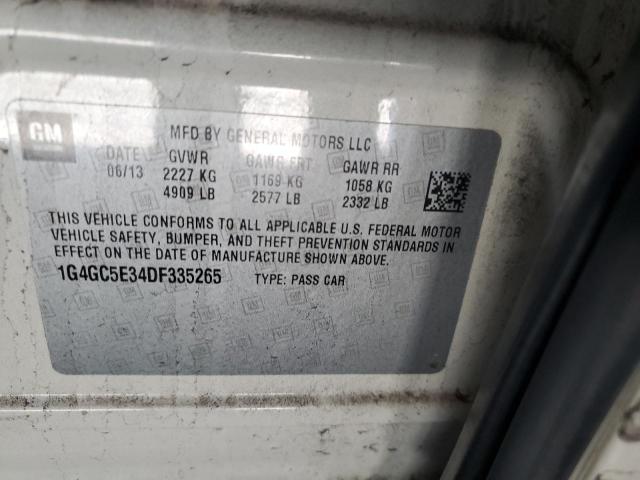 GM
MFD BY GENERAL MOTORS LLC
DATE GVWR GAWR FRT GAWR RR
06/13 2227 KG 1169 KG 1058 KG
4909 LB 2577 LB 2332 LB
THIS VEHICLE CONFORMS TO ALL APPLICABLE U.S. FEDERAL MOTOR
VEHICLE SAFETY, BUMPER, AND THEFT PREVENTION STANDARDS IN
EFFECT ON THE DATE OF MANUFACTURE SHOWN ABOVE.
1G4GC5E34DF335265 TYPE: PASS CAR